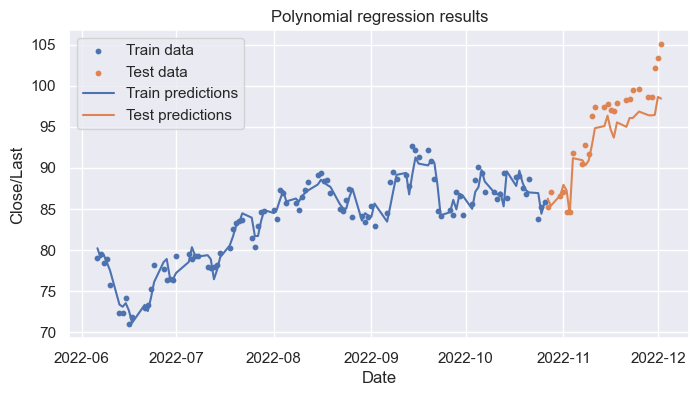 Polynomial regression results
Train data
Test data
Train predictions
Test predictions
Close/Last
105
100
95
90
85
80
75
70
2022-06 2022-07 2022-08 2022-09 2022-10 2022-11 2022-12
Date